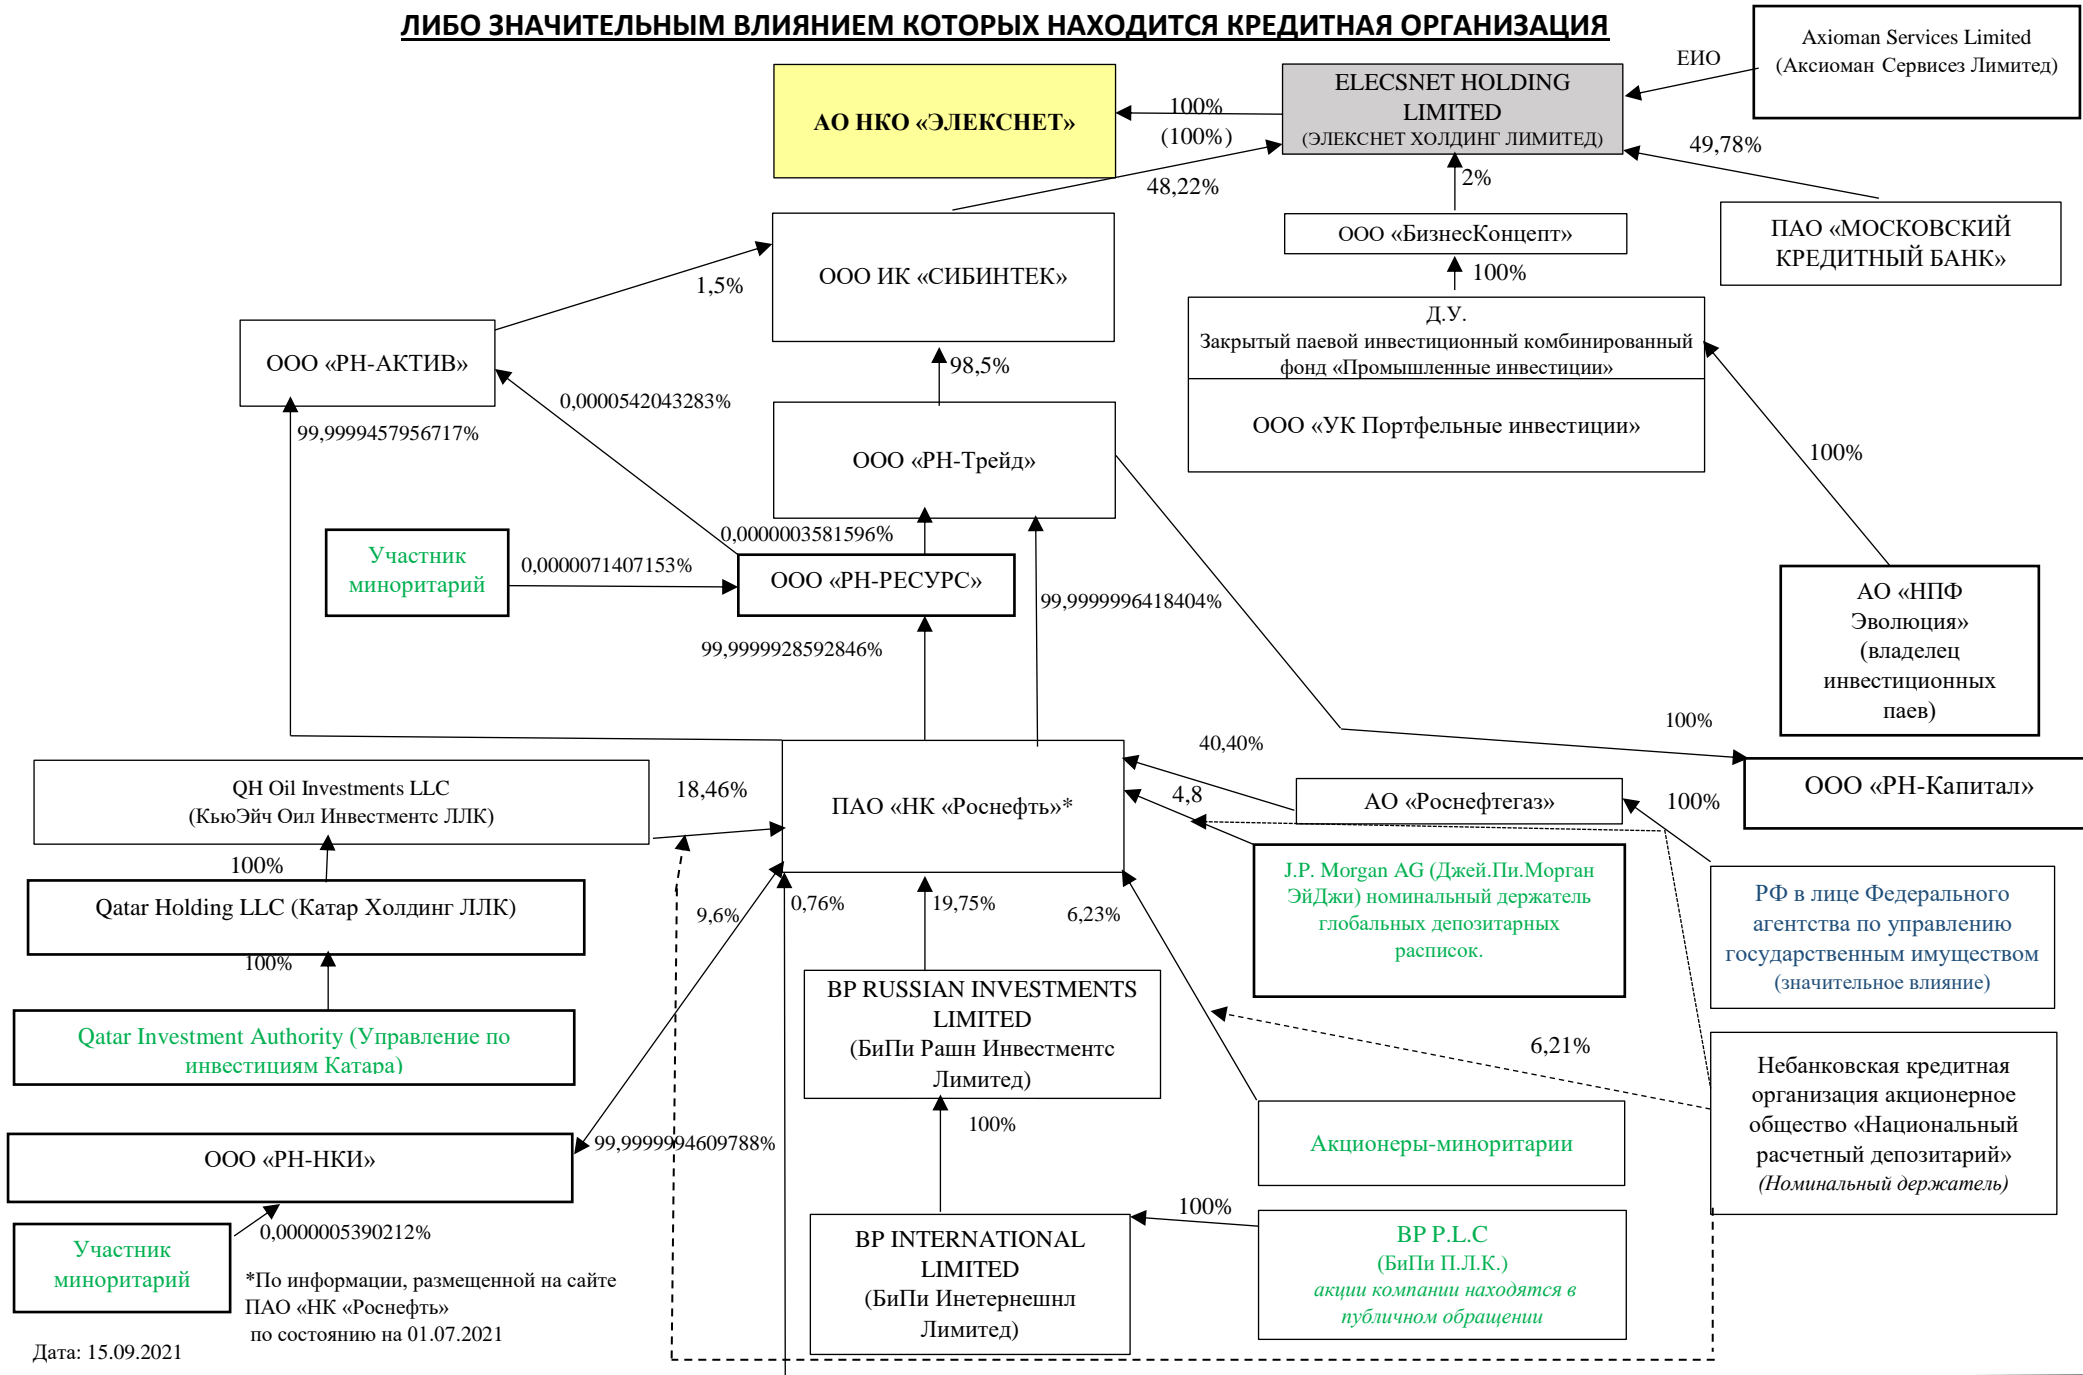 ЛИБО ЗНАЧИТЕЛЬНЫМ ВЛИЯНИЕМ КОТОРЫХ НАХОДИТСЯ КРЕДИТНАЯ ОРГАНИЗАЦИЯ
Axioman Services Limited
(Аксиоман Сервисез Лимитед)
ЕИО
АО НКО «ЭЛЕКСНЕТ»
100%
(100%)
ELECSNET HOLDING
LIMITED
(ЭЛЕКСНЕТ ХОЛДИНГ ЛИМИТЕД)
49,78%
48,22%
2%
ООО ИК «СИБИНТЕК»
ООО «БизнесКонцепт»
ПАО «МОСКОВСКИЙ
КРЕДИТНЫЙ БАНК»
1,5%
100%
ООО «РН-АКТИВ»
98,5%
Д.У.
Закрытый паевой инвестиционный комбинированный
фонд «Промышленные инвестиции»
ООО «УК Портфельные инвестиции»
0,0000542043283%
99,9999457956717%
ООО «РН-Трейд»
100%
Участник
миноритарий
0,0000071407153%
0,0000003581596%
ООО «РН-РЕСУРС»
99,99999996418404%
99,9999928592846%
АО «НПФ
Эволюция»
(владелец
инвестиционных
паев)
100%
ООО «РН-Капитал»
QH Oil Investments LLC
(КьюЭйч Оил Инвестментс ЛЛК)
18,46%
ПАО «НК «Роснефть»*
40,40%
4,8
АО «Роснефтегаз»
100%
100%
Qatar Holding LLC (Катар Холдинг ЛЛК)
9,6%
0,76%
19,75%
6,23%
J.P. Morgan AG (Джей.Пи.Морган
ЭйДжи) номинальный держатель
глобальных депозитарных
расписок.
РФ в лице Федерального
агентства по управлению
государственным имуществом
(значительное влияние)
100%
Qatar Investment Authority (Управление по
инвестициям Катара)
BP RUSSIAN INVESTMENTS
LIMITED
(БиПи Рашн Инвестментс
Лимитед)
6,21%
Небанковская кредитная
организация акционерное
общество «Национальный
расчетный депозитарий»
(Номинальный держатель)
100%
99,9999994609788%
ООО «РН-НКИ»
Акционеры-миноритарии
0,0000005390212%
Участник
миноритарий
BP INTERNATIONAL
LIMITED
(БиПи Инетернешнл
Лимитед)
100%
BP P.L.C
(БиПи П.Л.К.)
акции компании находятся в
публичном обращении
*По информации, размещенной на сайте
ПАО «НК «Роснефть»
по состоянию на 01.07.2021
Дата: 15.09.2021